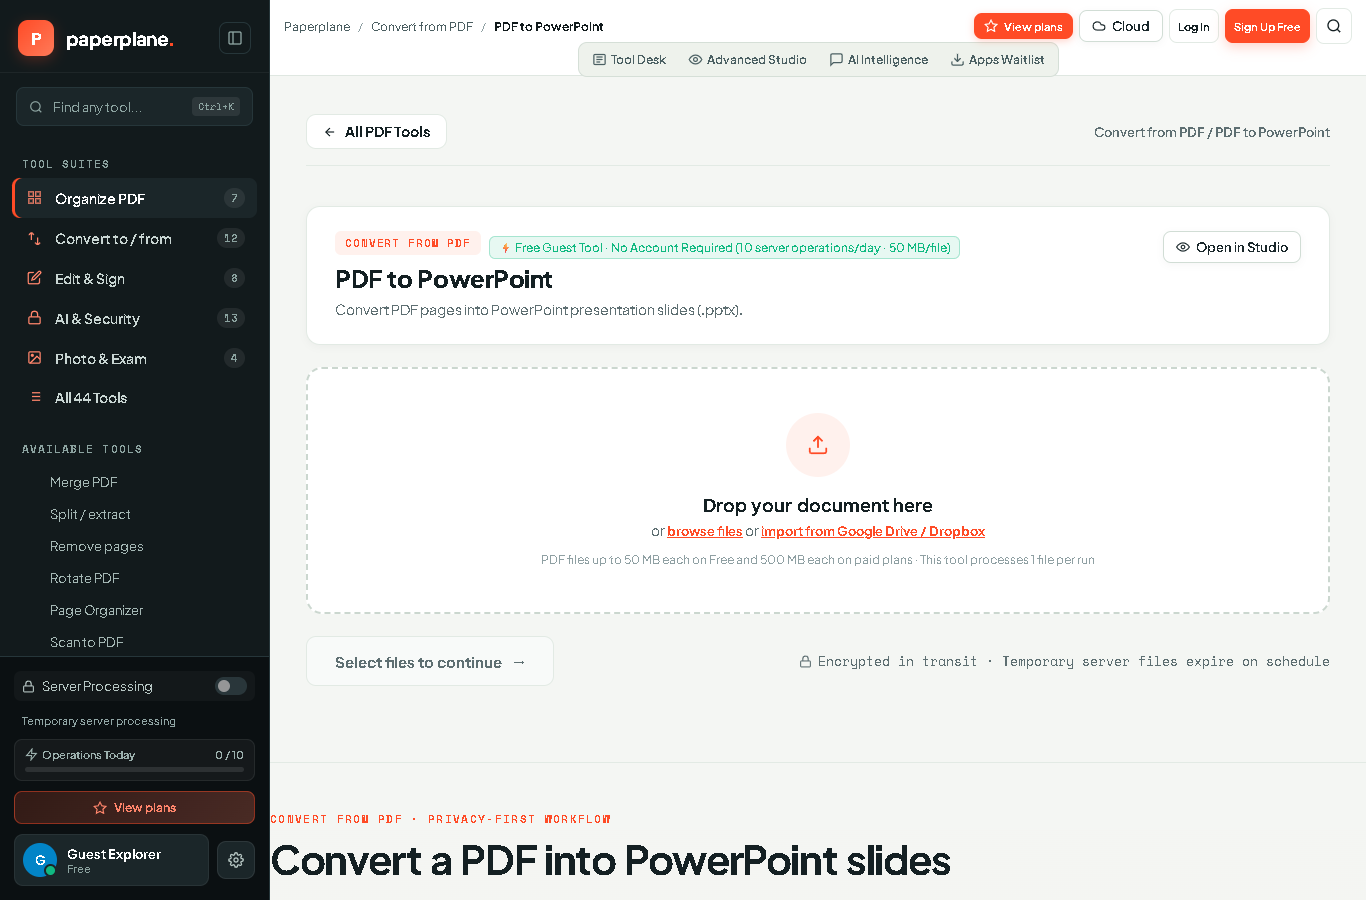 P paperplane.
Find any tool... Ctrl+K
TOOL SUITES
Organize PDF 7
Convert to / from 12
Edit & Sign 8
AI & Security 13
Photo & Exam 4
All 44 Tools
AVAILABLE TOOLS
Merge PDF
Split / extract
Remove pages
Rotate PDF
Page Organizer
Scan to PDF
Server Processing
Temporary server processing
Operations Today 0 / 10
View plans
G Guest Explorer
Free
Paperplane / Convert from PDF / PDF to PowerPoint
View plans Cloud Log In Sign Up Free
Tool Desk Advanced Studio AI Intelligence Apps Waitlist
← All PDF Tools
Convert from PDF / PDF to PowerPoint
CONVERT FROM PDF Free Guest Tool · No Account Required (10 server operations/day · 50 MB/file)
Open in Studio
PDF to PowerPoint
Convert PDF pages into PowerPoint presentation slides (.pptx).
Drop your document here
or browse files or import from Google Drive / Dropbox
PDF files up to 50 MB each on Free and 500 MB each on paid plans · This tool processes 1 file per run
Select files to continue →
Encrypted in transit · Temporary server files expire on schedule
CONVERT FROM PDF · PRIVACY-FIRST WORKFLOW
Convert a PDF into PowerPoint slides